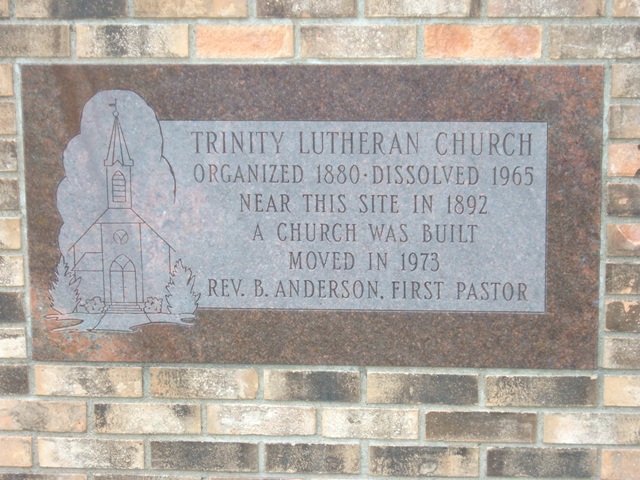 TRINITY LUTHERAN CHURCH
ORGANIZED 1880 · DISSOLVED 1965
NEAR THIS SITE IN 1892
A CHURCH WAS BUILT
MOVED IN 1973
REV. B. ANDERSON, FIRST PASTOR